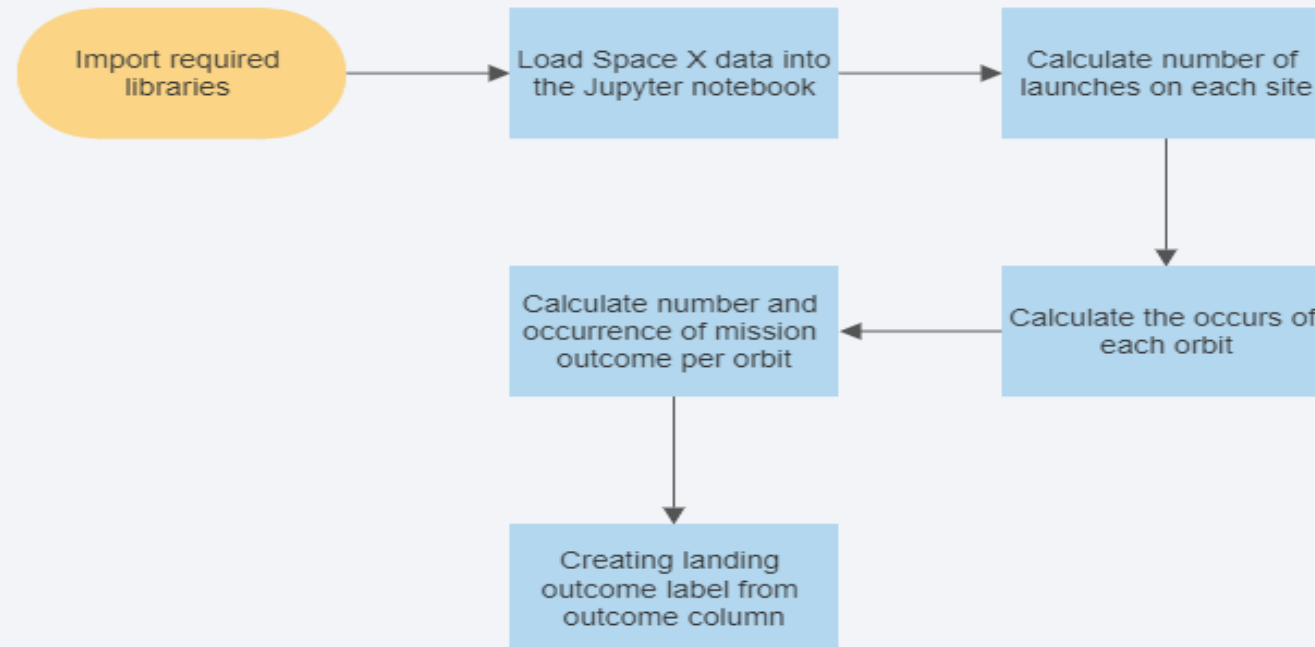 Import required
libraries
Load Space X data into
the Jupyter notebook
Calculate number of
launches on each site
Calculate the occurs of
each orbit
Calculate number and
occurrence of mission
outcome per orbit
Creating landing
outcome label from
outcome column